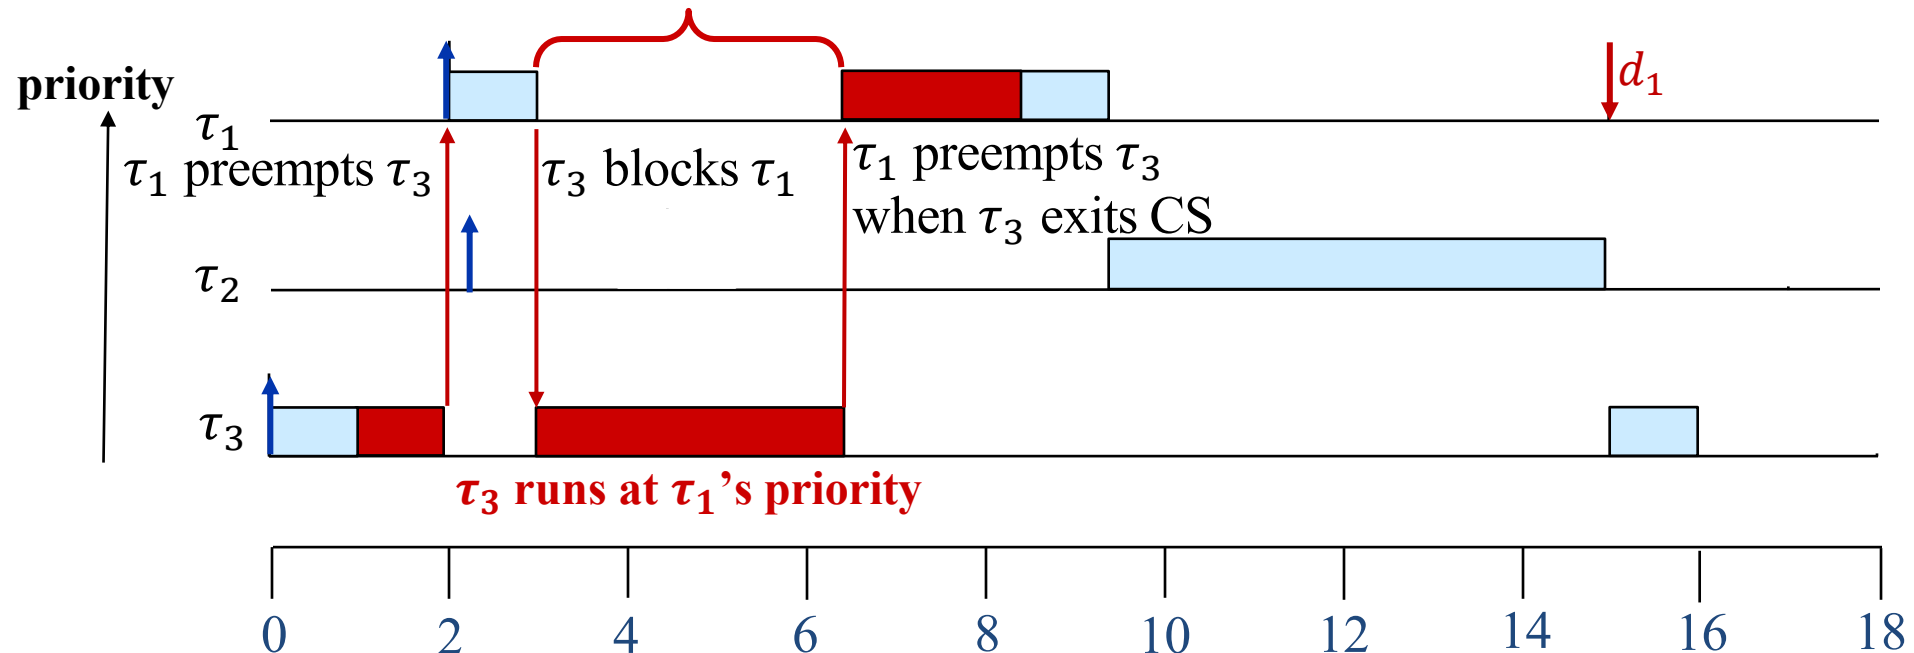 priority
τ₁
d₁
τ₁ preempts τ₃
τ₃ blocks τ₁
τ₁ preempts τ₃
when τ₃ exits CS
τ₂
τ₃
τ₃ runs at τ₁’s priority
0 2 4 6 8 10 12 14 16 18